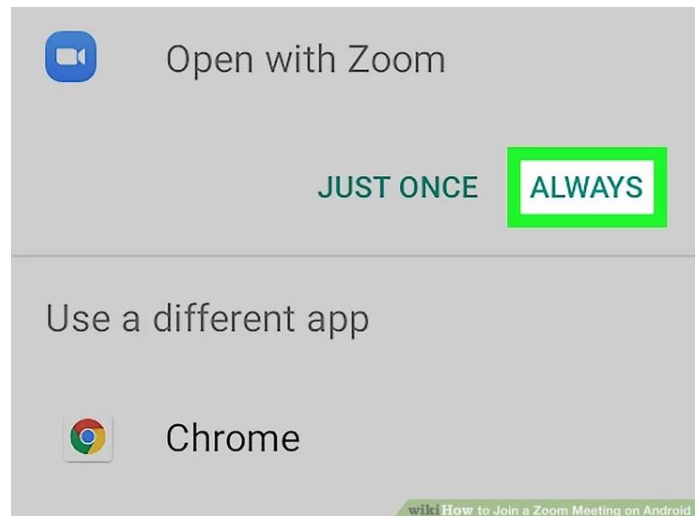 Open with Zoom
JUST ONCE ALWAYS
Use a different app
Chrome
wikiHow to Join a Zoom Meeting on Android